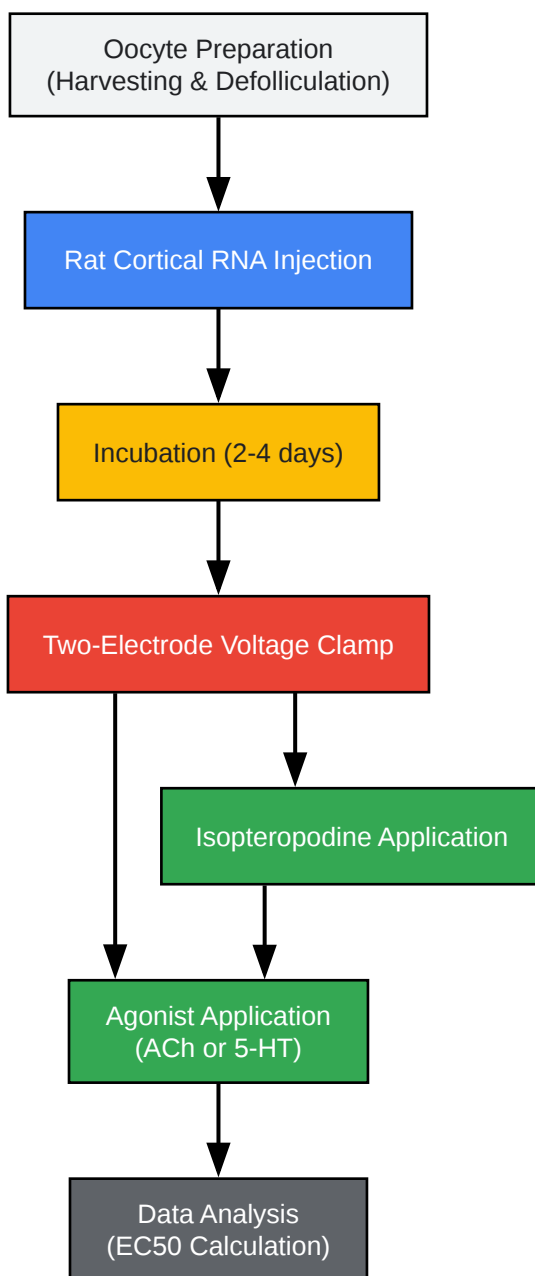 Oocyte Preparation
(Harvesting & Defolliculation)
Rat Cortical RNA Injection
Incubation (2-4 days)
Two-Electrode Voltage Clamp
Isopteropodine Application
Agonist Application
(ACh or 5-HT)
Data Analysis
(EC50 Calculation)